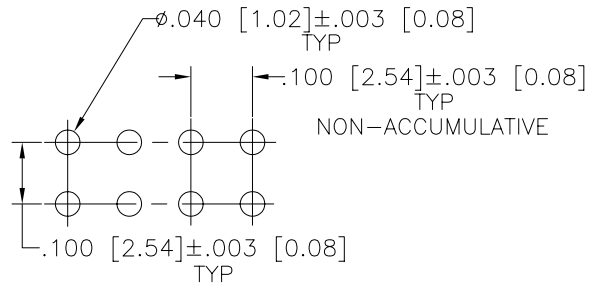 ⌀.040 [1.02]±.003 [0.08]
TYP
.100 [2.54]±.003 [0.08]
TYP
NON-ACCUMULATIVE
.100 [2.54]±.003 [0.08]
TYP